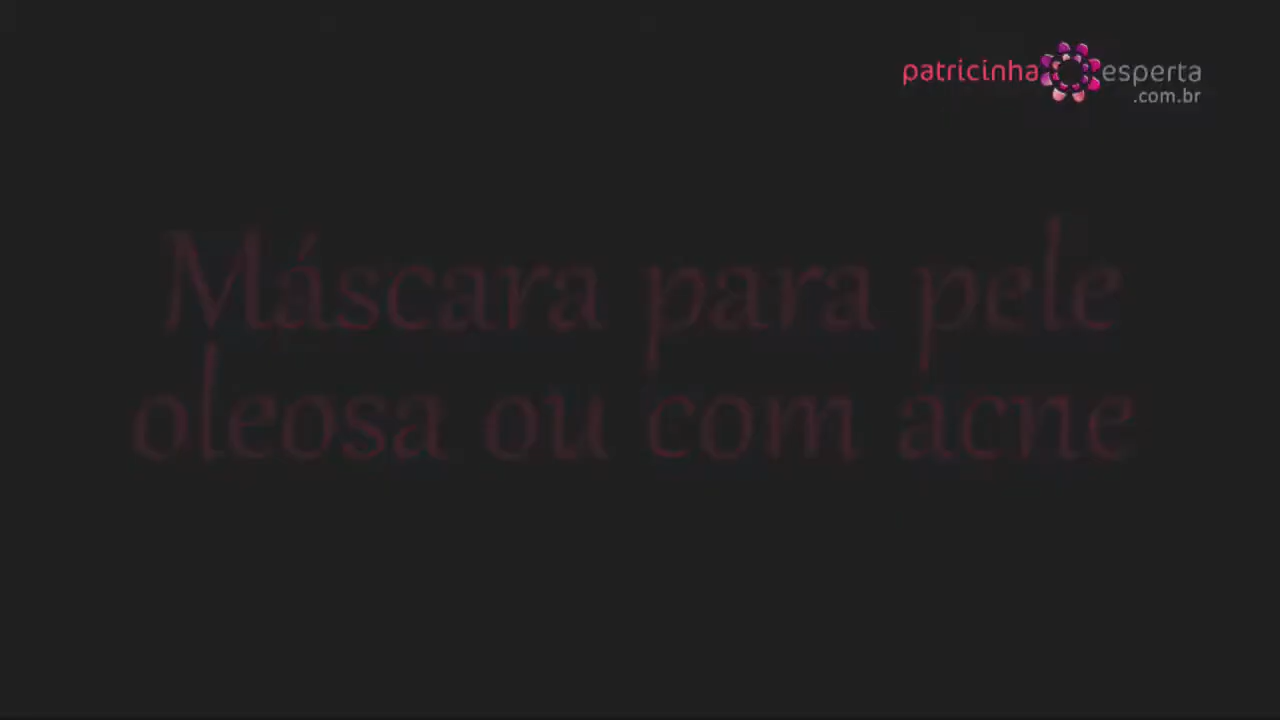 patricinha esperta
.com.br
Máscara para pele
oleosa ou com acne